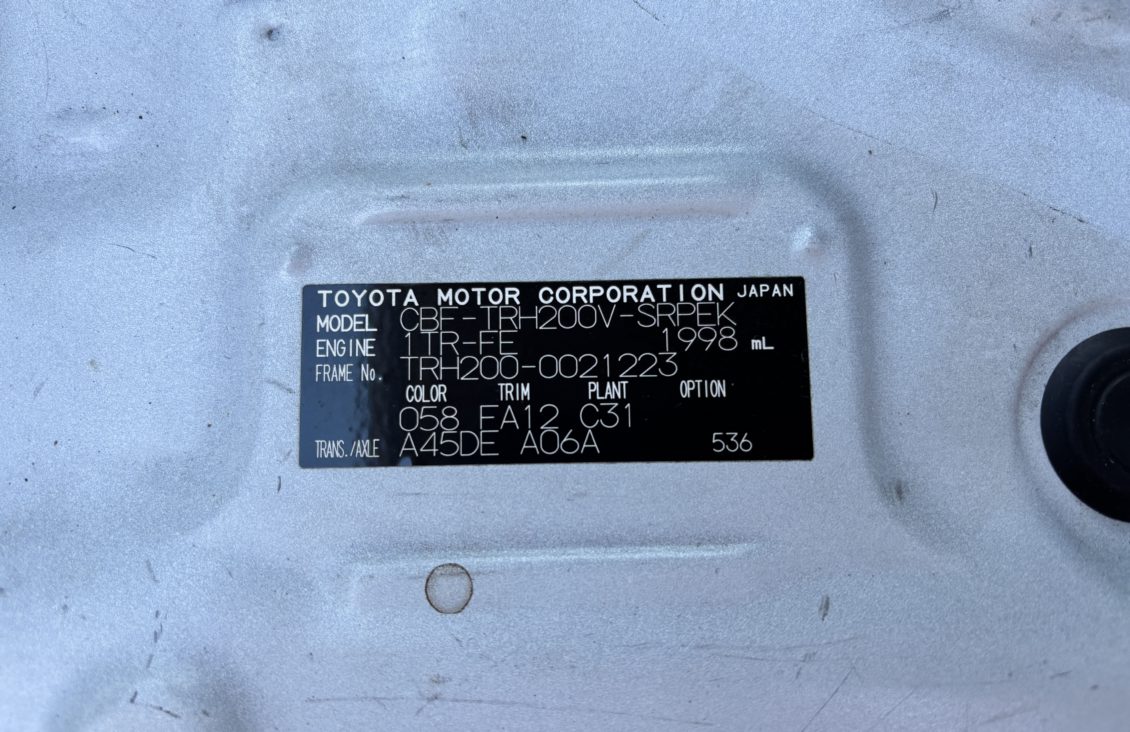 TOYOTA MOTOR CORPORATION JAPAN
MODEL CBF-TRH200V-SRPEK
ENGINE 1TR-FE 1998 mL
FRAME No. TRH200-0021223
COLOR TRIM PLANT OPTION
058 FA12 C31
TRANS./AXLE A45DE A06A 536